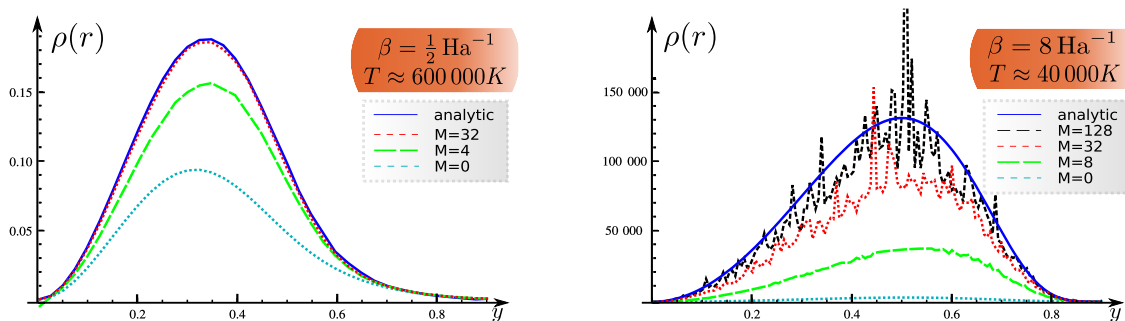 ρ(r)
β = 1/2 Ha⁻¹
T ≈ 600 000K
analytic
M=32
M=4
M=0
0.15
0.10
0.05
0.2
0.4
0.6
0.8
y
ρ(r)
β = 8 Ha⁻¹
T ≈ 40 000K
analytic
M=128
M=32
M=8
M=0
150 000
100 000
50 000
0.2
0.4
0.6
0.8
y